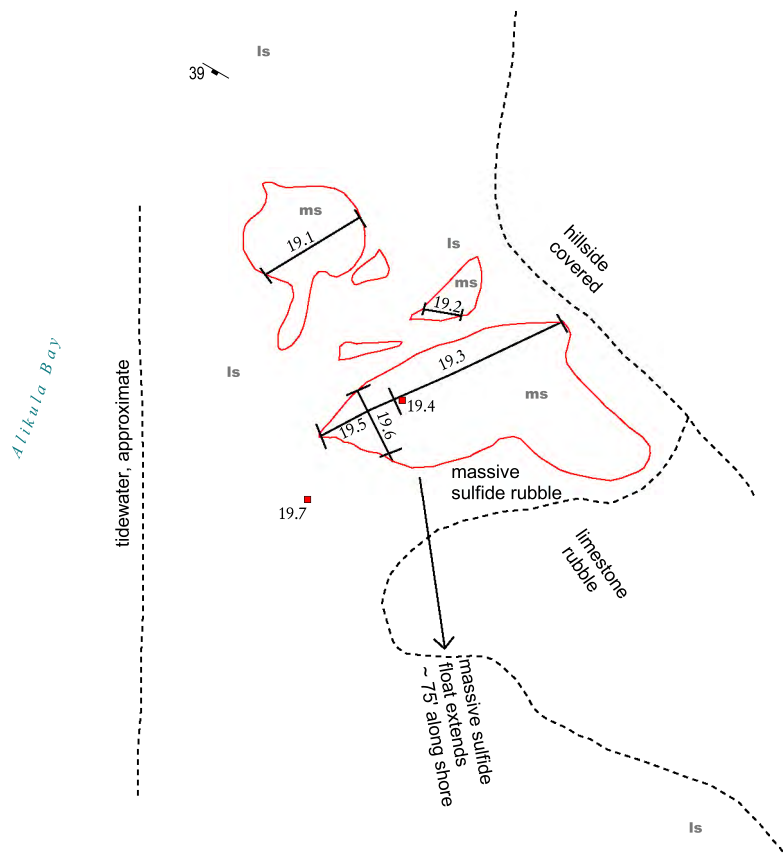 ls
39
ms
19.1
hillside
covered
ls
ms
19.2
19.3
ls
ms
19.4
19.5
19.6
Alikula Bay
tidewater, approximate
massive
sulfide rubble
19.7
limestone
rubble
massive sulfide
float extends
~ 75' along shore
ls